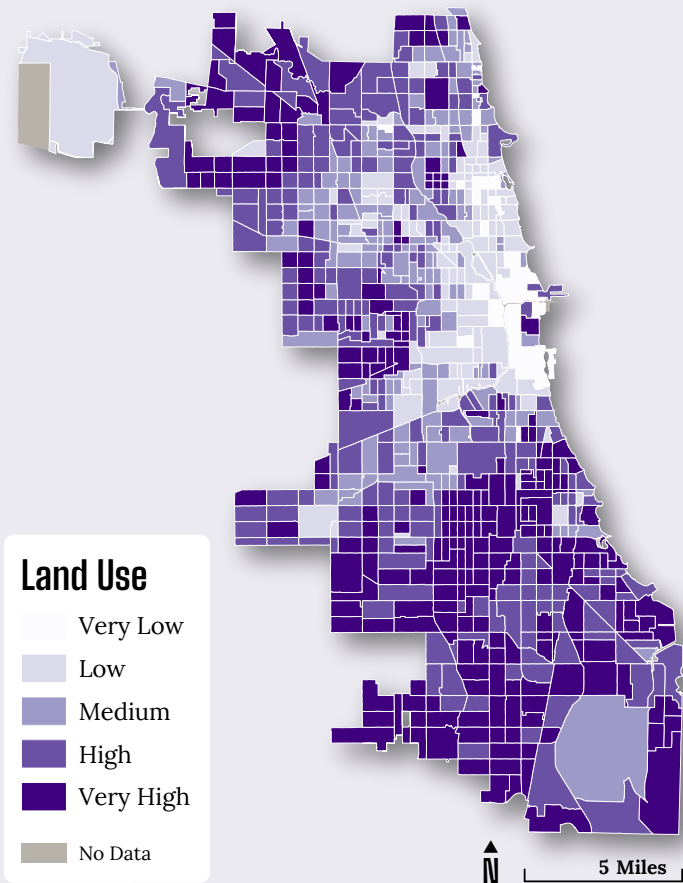 Land Use
Very Low
Low
Medium
High
Very High
No Data
N
5 Miles